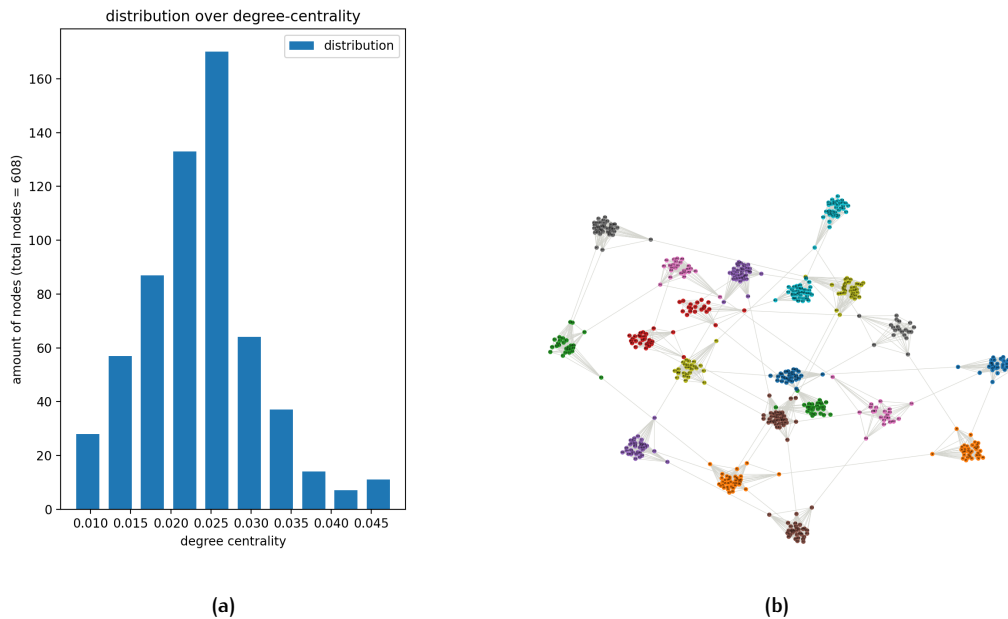 distribution over degree-centrality
distribution
amount of nodes (total nodes = 608)
160
140
120
100
80
60
40
20
0
0.010 0.015 0.020 0.025 0.030 0.035 0.040 0.045
degree centrality
(a)
(b)